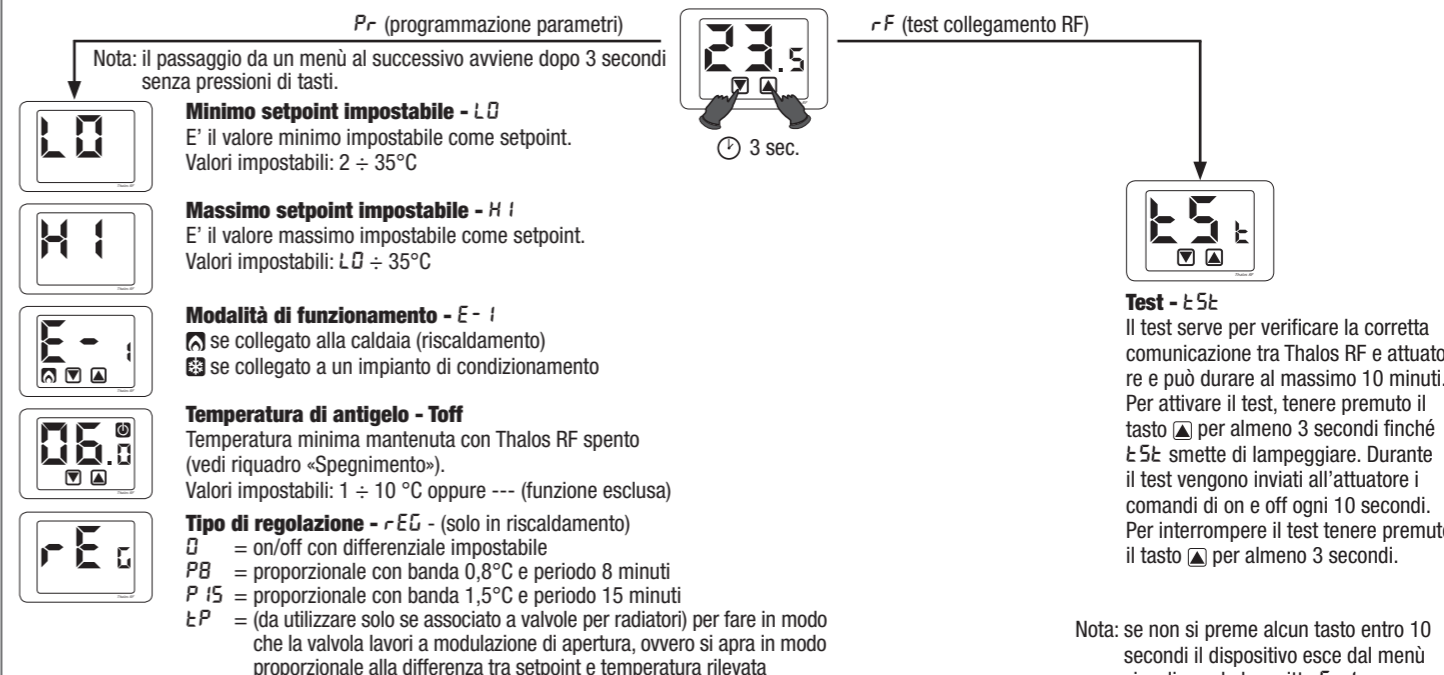 Pr (programmazione parametri)
Nota: il passaggio da un menù al successivo avviene dopo 3 secondi
senza pressioni di tasti.
23.5
3 sec.
rF (test collegamento RF)
LO
Thalos RF
Minimo setpoint impostabile - LO
E' il valore minimo impostabile come setpoint.
Valori impostabili: 2 ÷ 35°C
HI
Thalos RF
Massimo setpoint impostabile - HI
E' il valore massimo impostabile come setpoint.
Valori impostabili: LO ÷ 35°C
E- 1
Thalos RF
Modalità di funzionamento - E- 1
se collegato alla caldaia (riscaldamento)
se collegato a un impianto di condizionamento
06.0
Thalos RF
Temperatura di antigelo - Toff
Temperatura minima mantenuta con Thalos RF spento
(vedi riquadro «Spegnimento»).
Valori impostabili: 1 ÷ 10 °C oppure --- (funzione esclusa)
rEG
Thalos RF
Tipo di regolazione - rEG - (solo in riscaldamento)
0 = on/off con differenziale impostabile
P8 = proporzionale con banda 0,8°C e periodo 8 minuti
P15 = proporzionale con banda 1,5°C e periodo 15 minuti
tP = (da utilizzare solo se associato a valvole per radiatori) per fare in modo
che la valvola lavori a modulazione di apertura, ovvero si apra in modo
proporzionale alla differenza tra setpoint e temperatura rilevata
tSt
Thalos RF
Test - tSt
Il test serve per verificare la corretta
comunicazione tra Thalos RF e attuato
re e può durare al massimo 10 minuti.
Per attivare il test, tenere premuto il
tasto ▲ per almeno 3 secondi finché
tSt smette di lampeggiare. Durante
il test vengono inviati all'attuatore i
comandi di on e off ogni 10 secondi.
Per interrompere il test tenere premuto
il tasto ▲ per almeno 3 secondi.
Nota: se non si preme alcun tasto entro 10
secondi il dispositivo esce dal menù